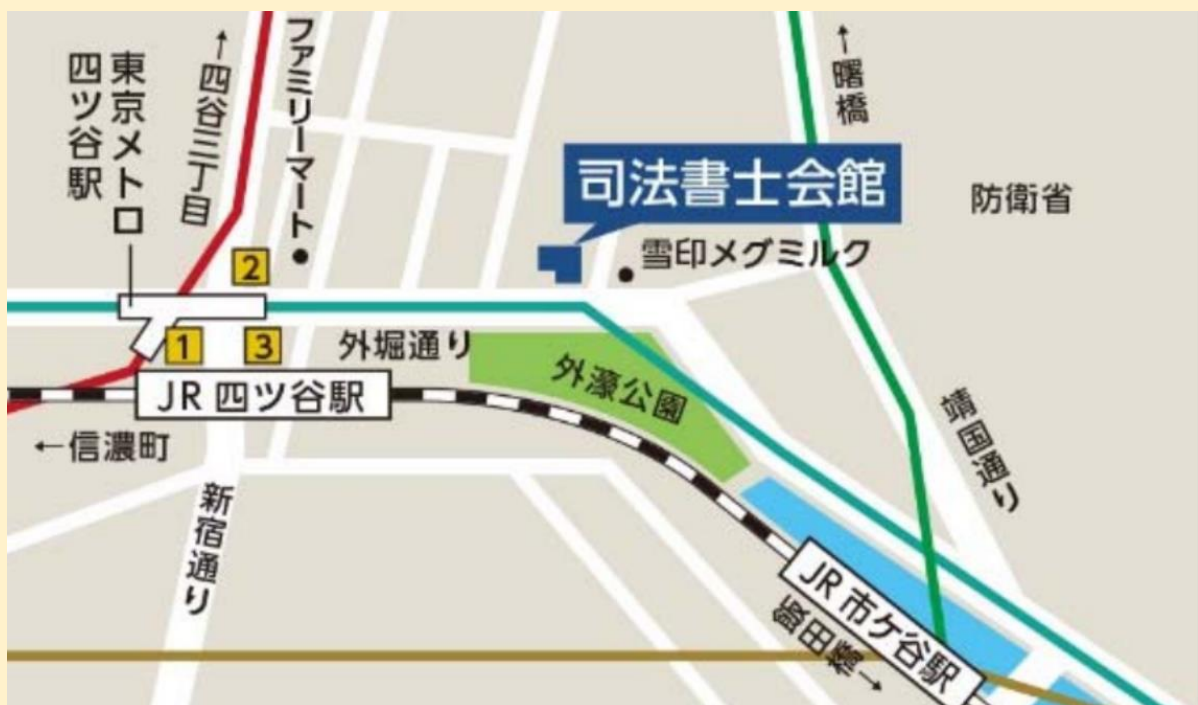 東京メトロ
四ツ谷駅
←四谷三丁目
ファミリーマート
←曙橋
司法書士会館
防衛省
雪印メグミルク
2
1
3
外堀通り
外濠公園
JR 四ツ谷駅
←信濃町
新宿通り
靖国通り
JR 市ケ谷駅
飯田橋→